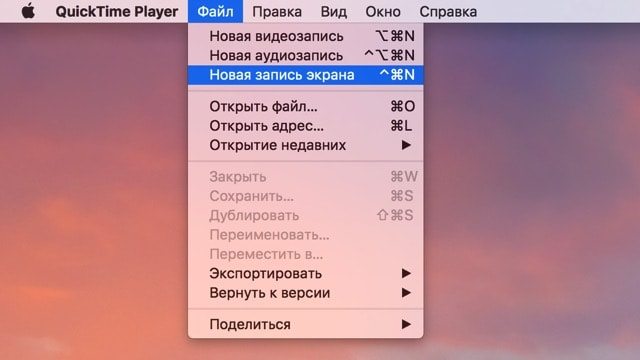 QuickTime Player Файл Правка Вид Окно Справка
Новая видеозапись ⌥⌘N
Новая аудиозапись ^⌥⌘N
Новая запись экрана ^⌘N
Открыть файл... ⌘O
Открыть адрес... ⌘L
Открытие недавних ▶
Закрыть ⌘W
Сохранить... ⌘S
Дублировать ⇧⌘S
Переименовать...
Переместить в...
Экспортировать ▶
Вернуть к версии ▶
Поделиться ▶